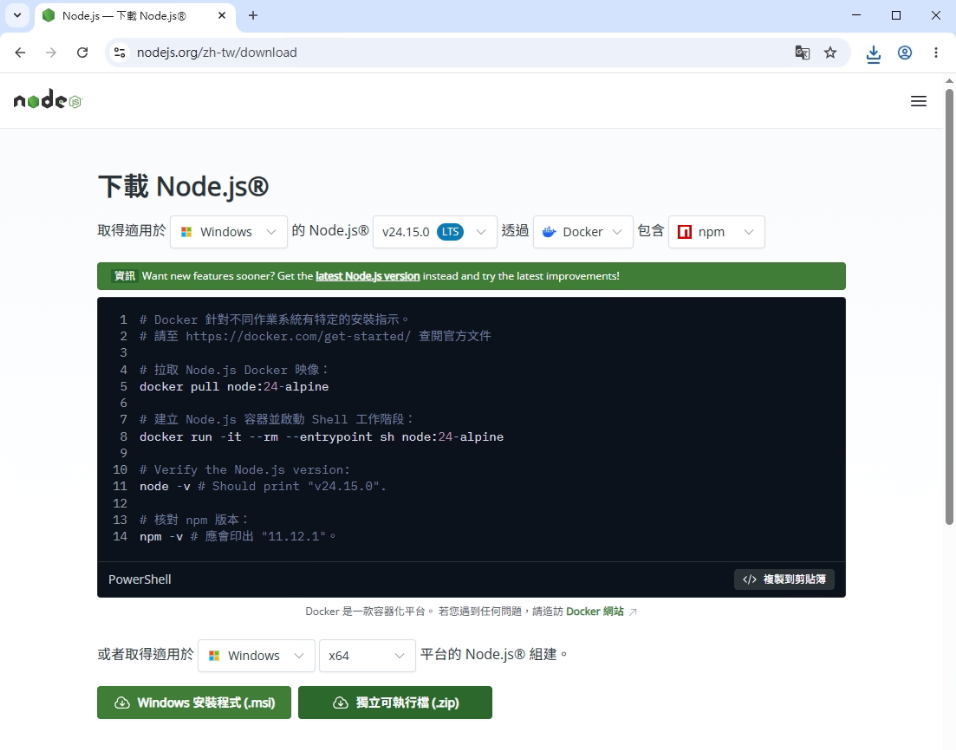 Node.js — 下載 Node.js®
nodejs.org/zh-tw/download
node JS
下載 Node.js®
取得適用於 Windows 的 Node.js® v24.15.0 LTS 透過 Docker 包含 npm
資訊 Want new features sooner? Get the latest Node.js version instead and try the latest improvements!
1 # Docker 針對不同作業系統有特定的安裝指示。
2 # 請至 https://docker.com/get-started/ 查閱官方文件
3
4 # 拉取 Node.js Docker 映像：
5 docker pull node:24-alpine
6
7 # 建立 Node.js 容器並啟動 Shell 工作階段：
8 docker run -it --rm --entrypoint sh node:24-alpine
9
10 # Verify the Node.js version:
11 node -v # Should print "v24.15.0".
12
13 # 核對 npm 版本：
14 npm -v # 應會印出 "11.12.1"。
PowerShell </> 複製到剪貼簿
Docker 是一款容器化平台。 若您遇到任何問題，請造訪 Docker 網站
或者取得適用於 Windows x64 平台的 Node.js® 組建。
Windows 安裝程式 (.msi) 獨立可執行檔 (.zip)